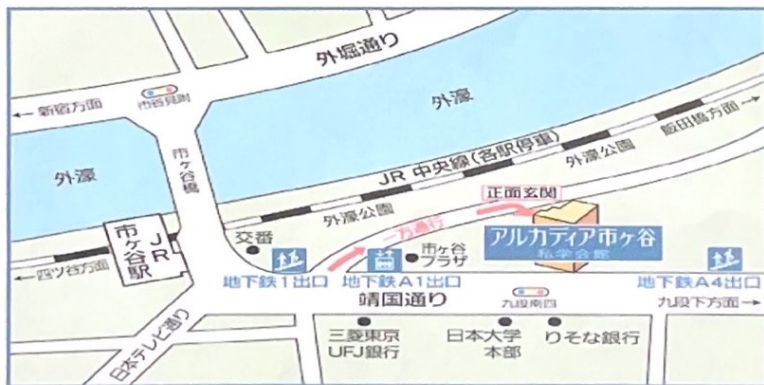 外堀通り
←新宿方面
市谷見附
外濠
飯田橋方面→
外濠
市ヶ谷橋
JR 中央線(各駅停車)
外濠公園
正面玄関
外濠公園
一方通行
アルカディア市ヶ谷
私学会館
JR
市ヶ谷駅
交番
市ヶ谷
プラザ
←四ツ谷方面
地下鉄1出口
地下鉄A1出口
地下鉄A4出口
靖国通り
九段南四
九段下方面→
日本テレビ通り
三菱東京
UFJ銀行
日本大学
本部
りそな銀行